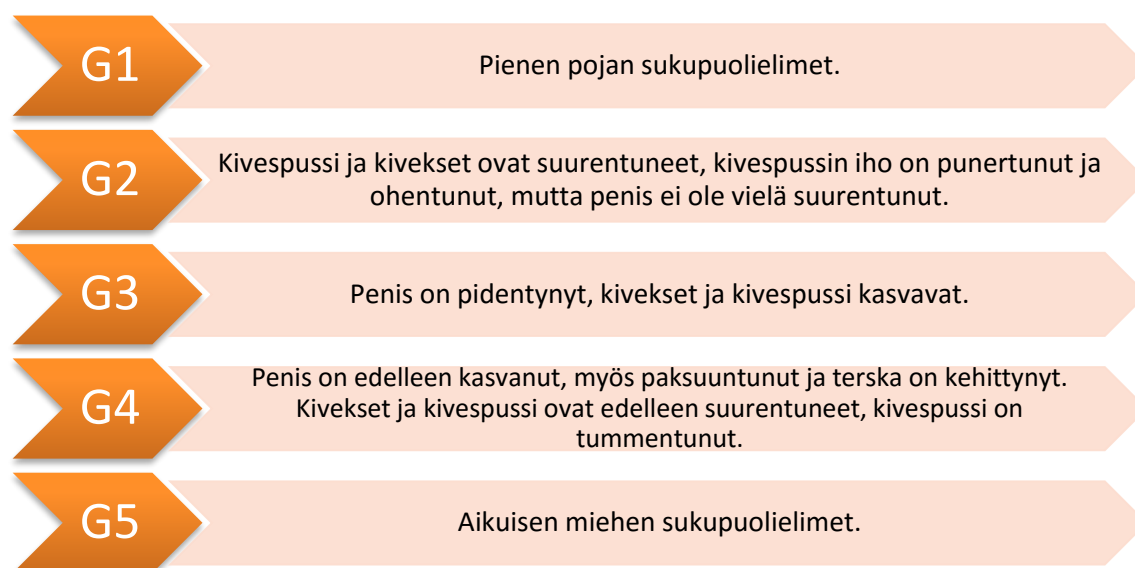 G1
Pienen pojan sukupuolielimet.
G2
Kivespussi ja kivekset ovat suurentuneet, kivespussin iho on punertunut ja
ohentunut, mutta penis ei ole vielä suurentunut.
G3
Penis on pidentynyt, kivekset ja kivespussi kasvavat.
G4
Penis on edelleen kasvanut, myös paksuuntunut ja terska on kehittynyt.
Kivekset ja kivespussi ovat edelleen suurentuneet, kivespussi on
tummentunut.
G5
Aikuisen miehen sukupuolielimet.